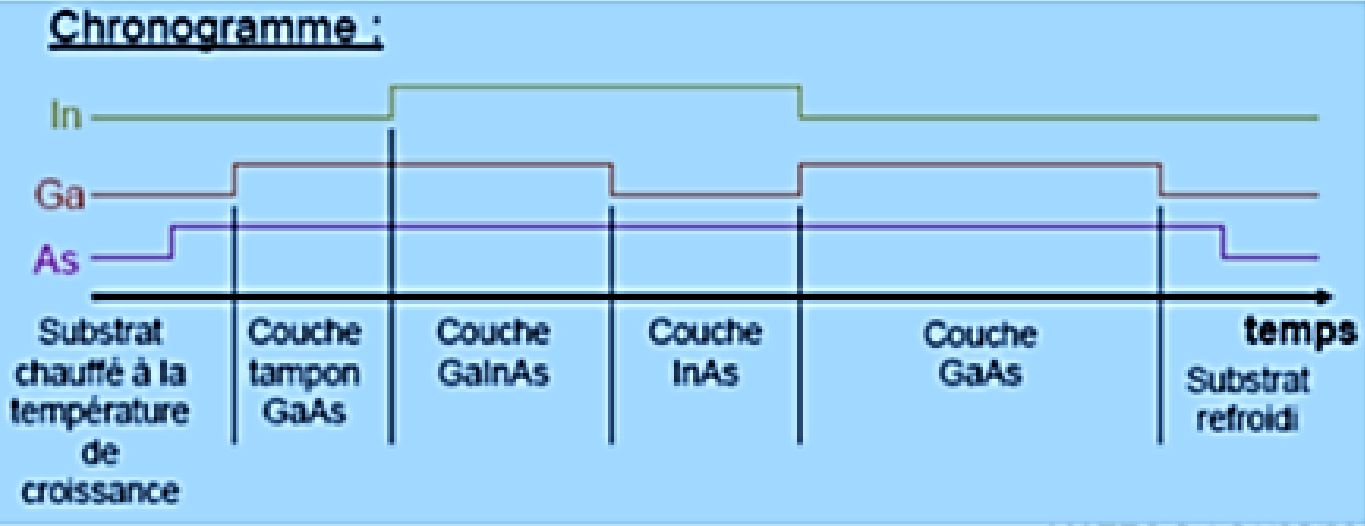 Chronogramme :
In
Ga
As
temps
Substrat
chauffé à la
température
de
croissance
Couche
tampon
GaAs
Couche
GaInAs
Couche
InAs
Couche
GaAs
Substrat
refroidi